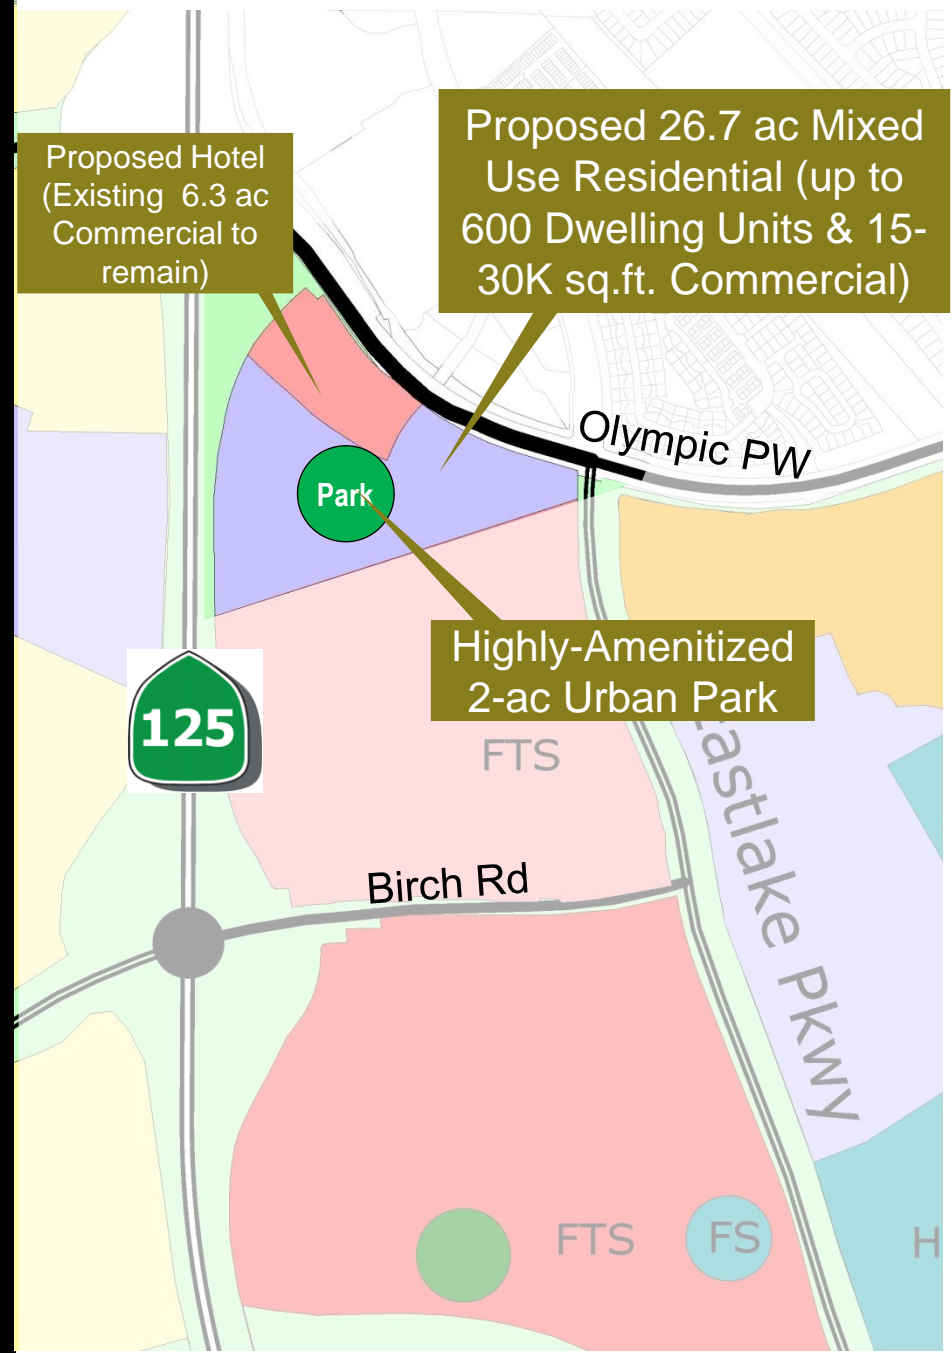 Proposed 26.7 ac Mixed
Use Residential (up to
600 Dwelling Units & 15-
30K sq.ft. Commercial)
Proposed Hotel
(Existing 6.3 ac
Commercial to
remain)
Olympic PW
Park
Highly-Amenitized
2-ac Urban Park
125
FTS
Eastlake Pkwy
Birch Rd
FTS
FS
H